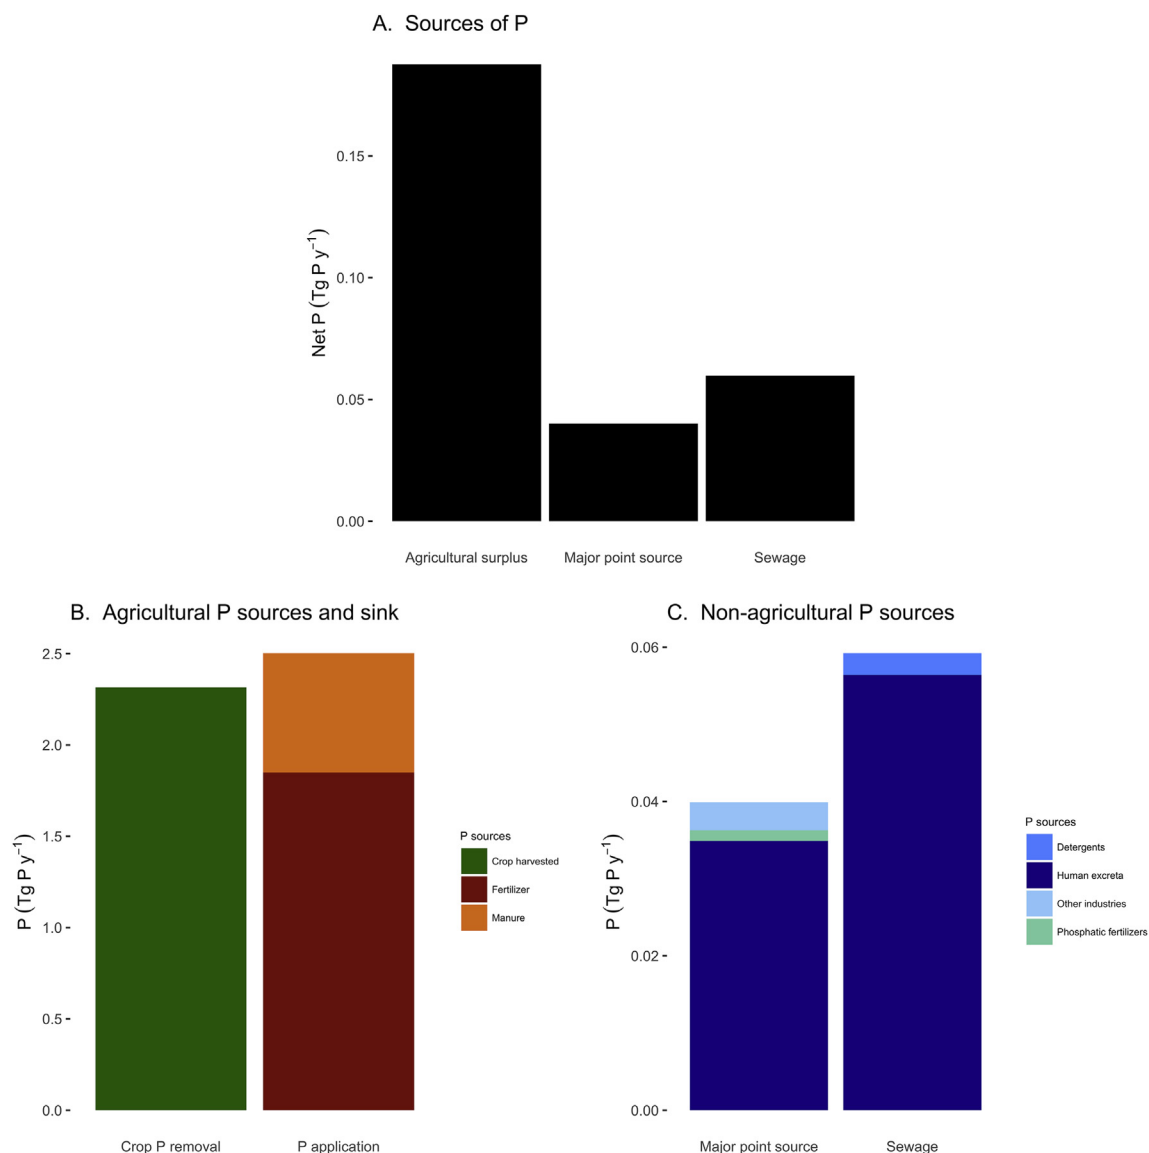 A. Sources of P
Net P (Tg P y⁻¹)
0.15
0.10
0.05
0.00
Agricultural surplus
Major point source
Sewage
B. Agricultural P sources and sink
P (Tg P y⁻¹)
2.5
2.0
1.5
1.0
0.5
0.0
Crop P removal
P application
P sources
Crop harvested
Fertilizer
Manure
C. Non-agricultural P sources
P (Tg P y⁻¹)
0.06
0.04
0.02
0.00
Major point source
Sewage
P sources
Detergents
Human excreta
Other industries
Phosphatic fertilizers